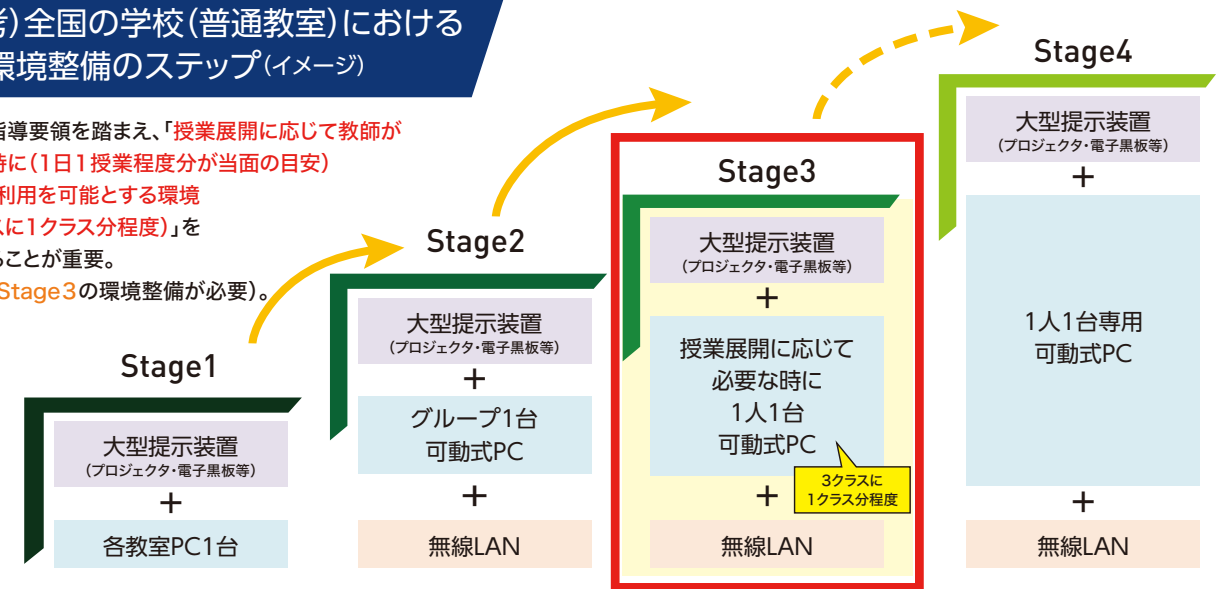 考)全国の学校(普通教室)における
環境整備のステップ(イメージ)
指導要領を踏まえ、「授業展開に応じて教師が
時に(1日1授業程度分が当面の目安)
利用を可能とする環境
スに1クラス分程度)」を
ることが重要。
Stage3の環境整備が必要)。
Stage1
大型提示装置
(プロジェクタ・電子黒板等)
+
各教室PC1台
Stage2
大型提示装置
(プロジェクタ・電子黒板等)
+
グループ1台
可動式PC
+
無線LAN
Stage3
大型提示装置
(プロジェクタ・電子黒板等)
+
授業展開に応じて
必要な時に
1人1台
可動式PC
3クラスに
1クラス分程度
+
無線LAN
Stage4
大型提示装置
(プロジェクタ・電子黒板等)
+
1人1台専用
可動式PC
+
無線LAN